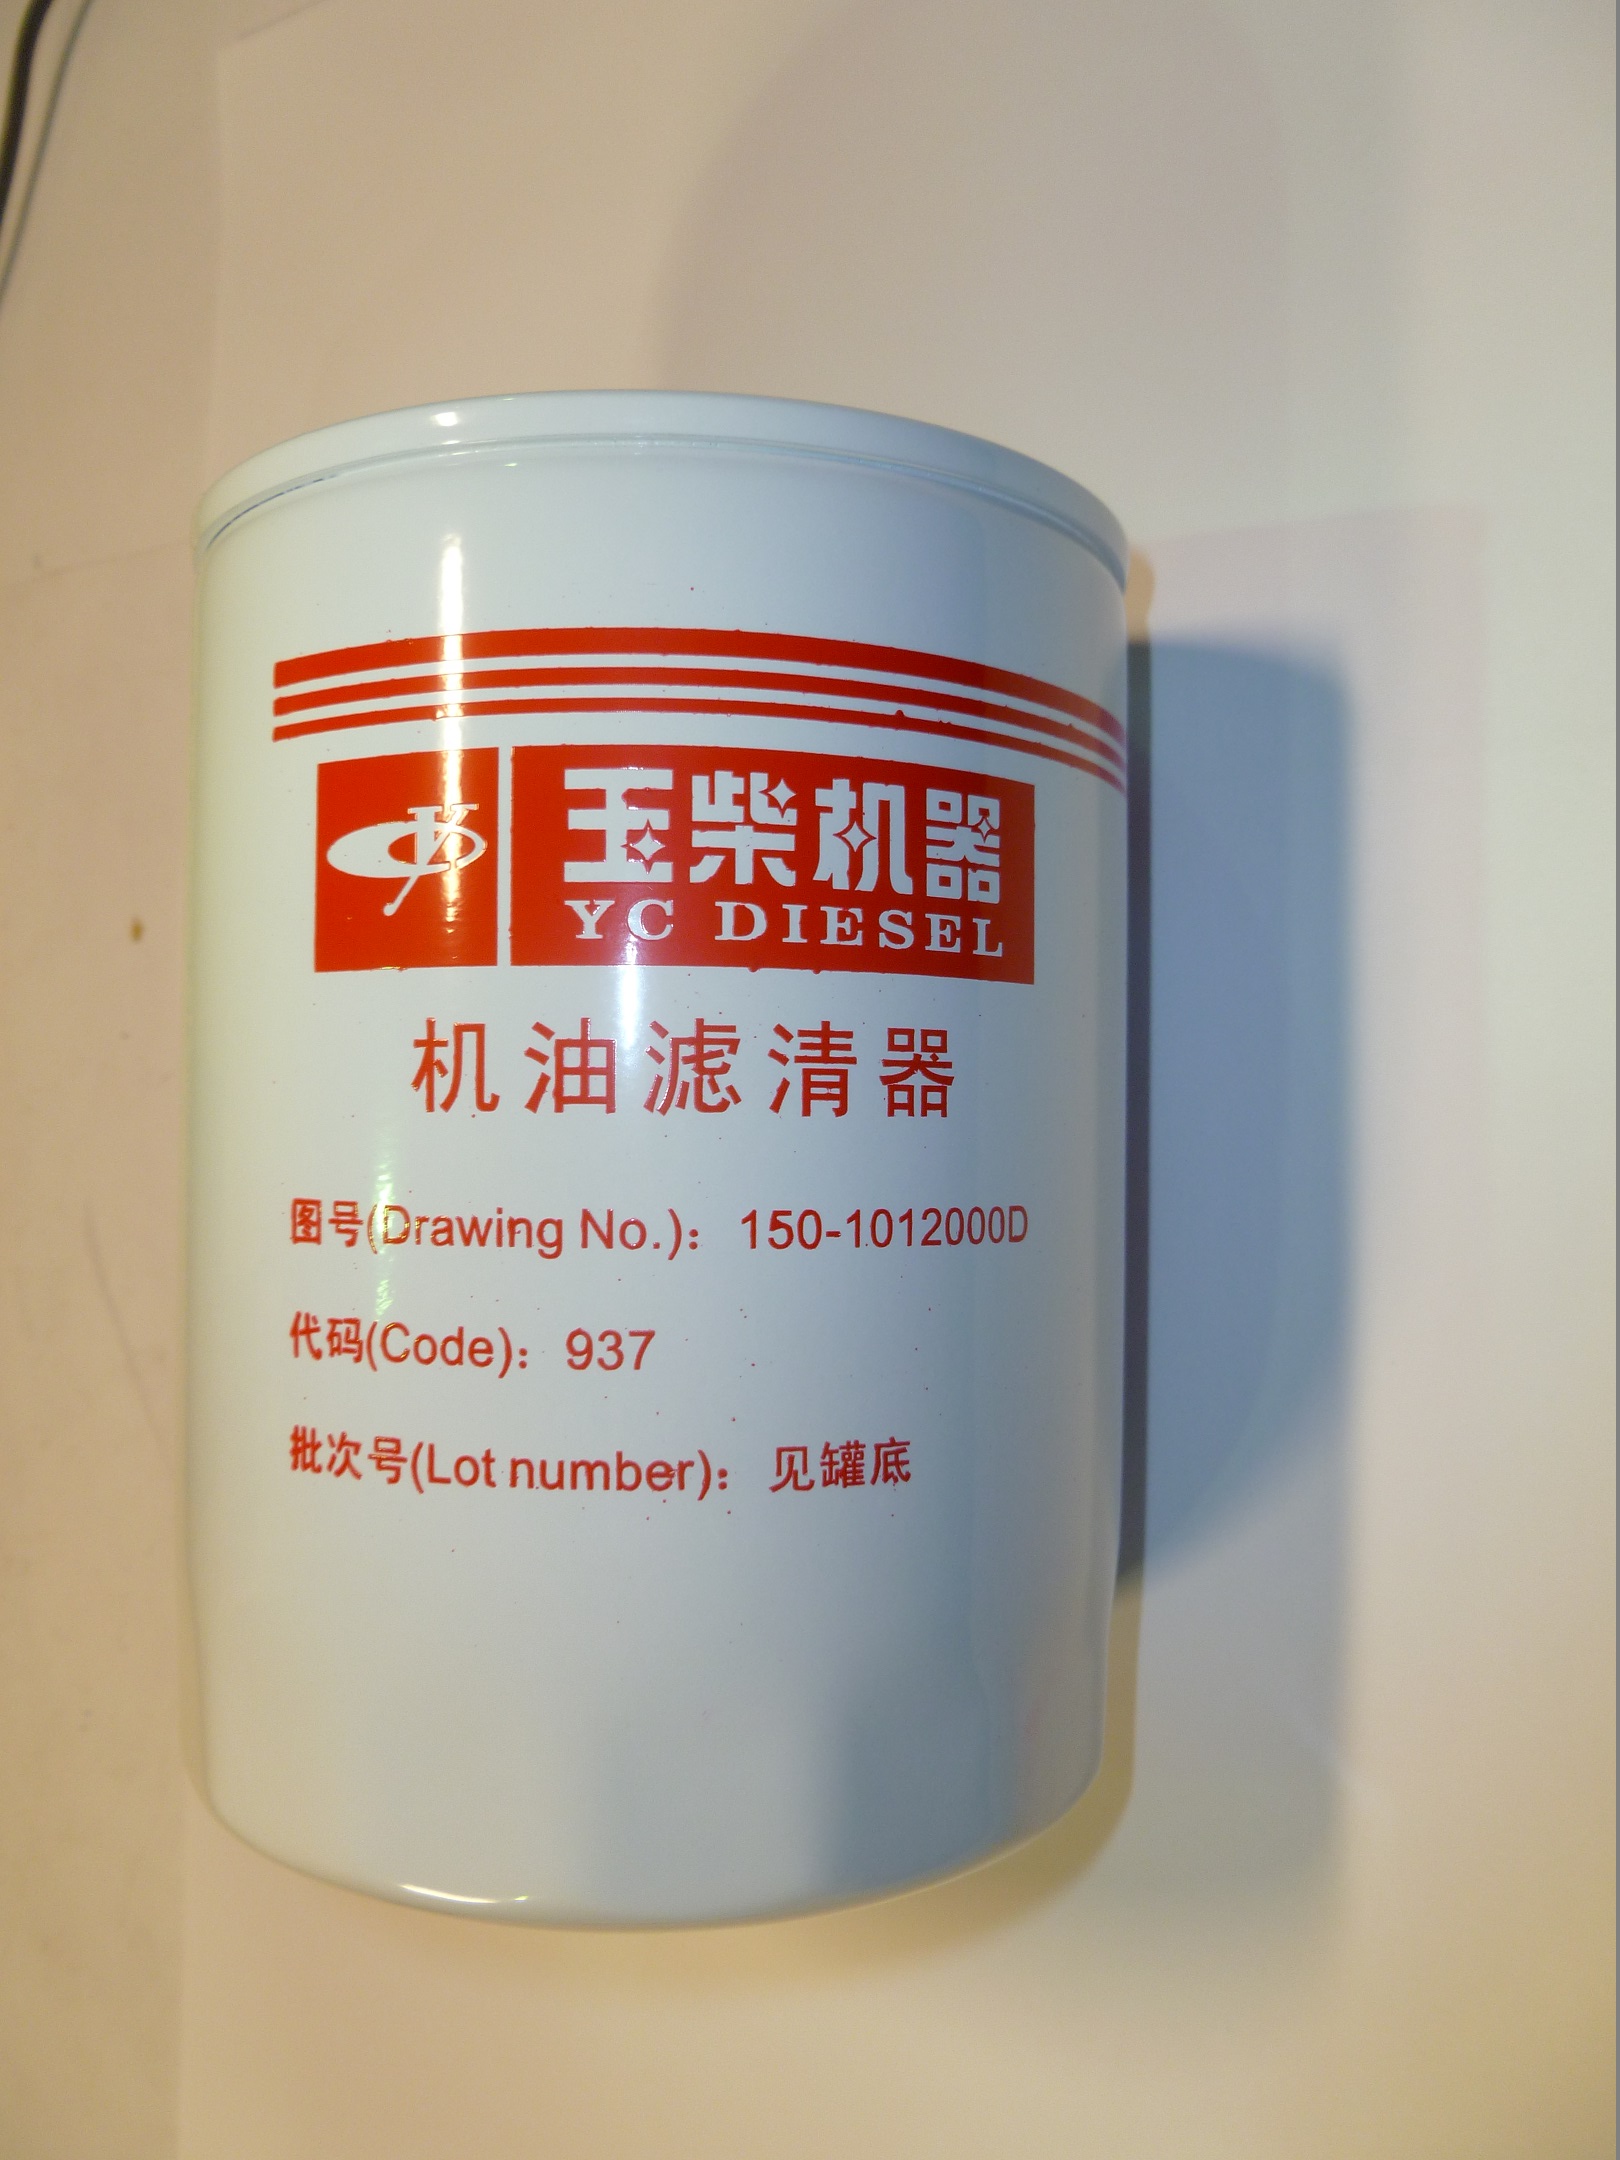 玉柴机器
YC DIESEL
机油滤清器
图号(Drawing No.)：150-1012000D
代码(Code)：937
批次号(Lot number)：见罐底